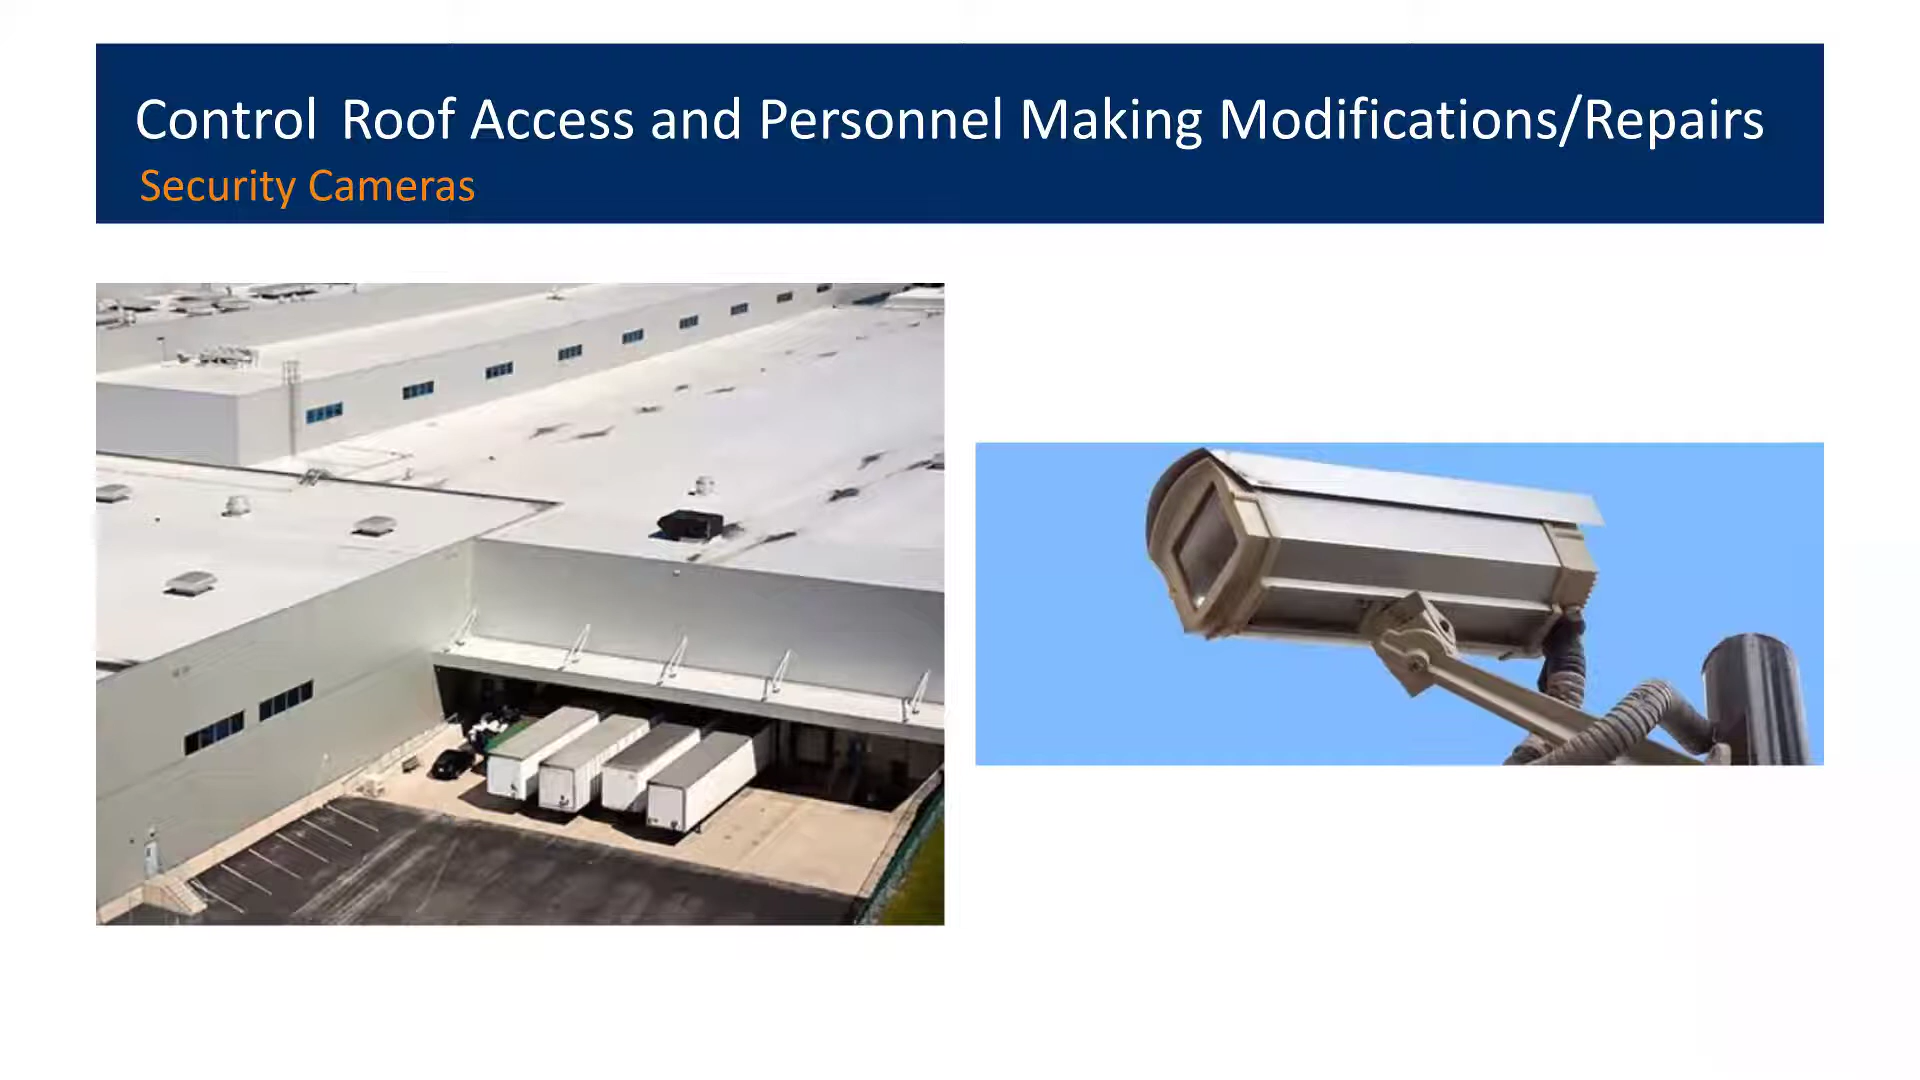 Control Roof Access and Personnel Making Modifications/Repairs
Security Cameras